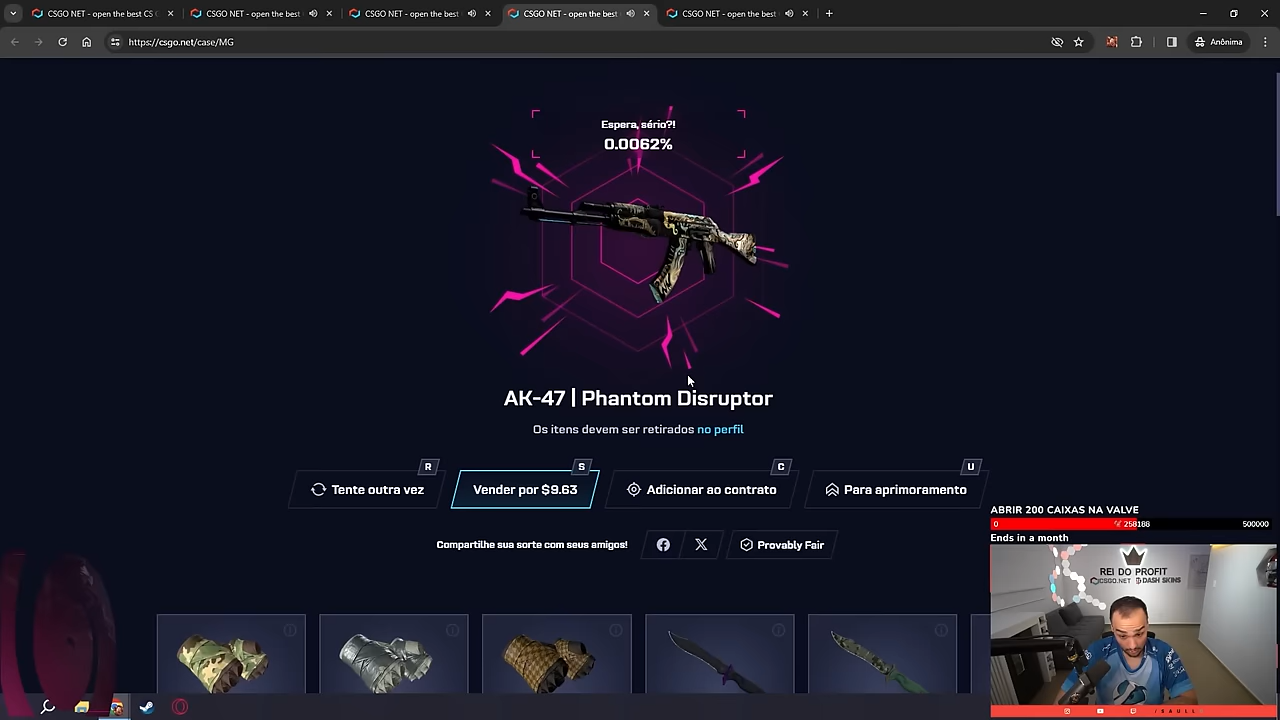 CSGO NET - open the best CS C
CSGO NET - open the best
CSGO NET - open the best
CSGO NET - open the best
CSGO NET - open the best
https://csgo.net/case/MG
Anônima
Espera, sério?!
0.0062%
AK-47 | Phantom Disruptor
Os itens devem ser retirados no perfil
R
S
C
U
Tente outra vez
Vender por $9.63
Adicionar ao contrato
Para aprimoramento
Compartilhe sua sorte com seus amigos!
Provably Fair
ABRIR 200 CAIXAS NA VALVE
0
258188
500000
Ends in a month
REI DO PROFIT
CSGO.NET
DASH SKINS
/SAULL